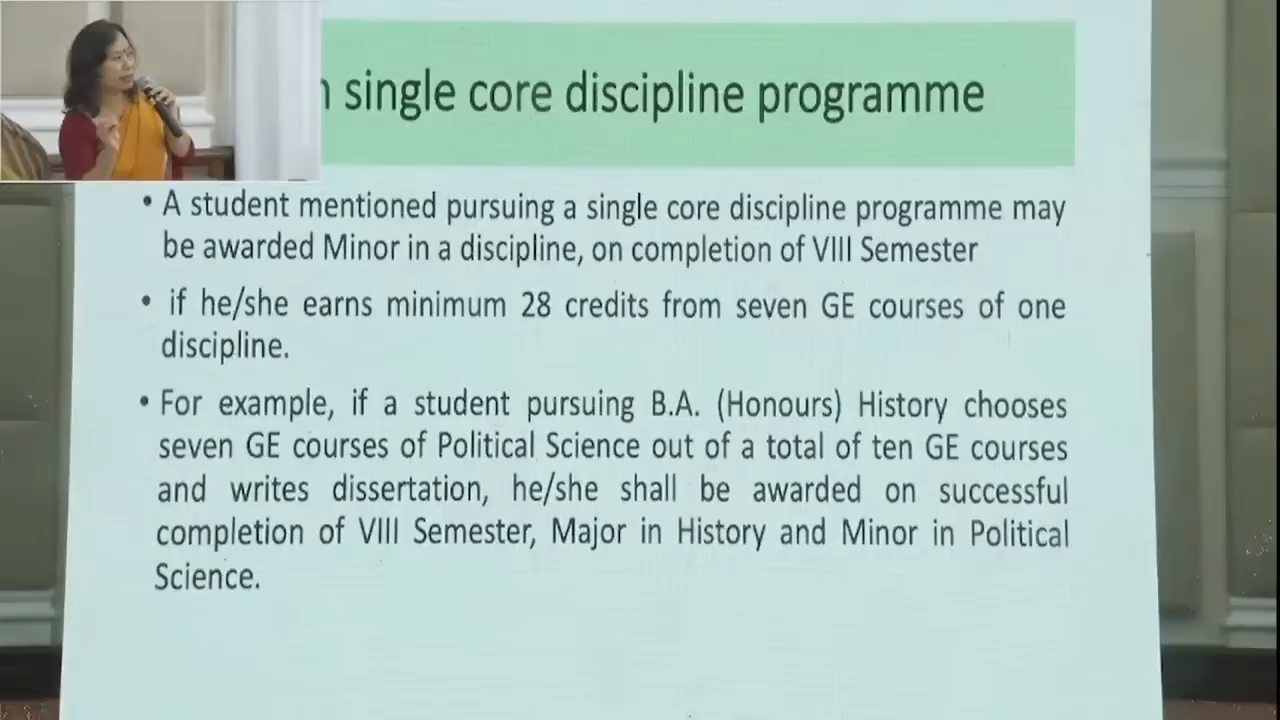 single core discipline programme
• A student mentioned pursuing a single core discipline programme may
be awarded Minor in a discipline, on completion of VIII Semester
• if he/she earns minimum 28 credits from seven GE courses of one
discipline.
• For example, if a student pursuing B.A. (Honours) History chooses
seven GE courses of Political Science out of a total of ten GE courses
and writes dissertation, he/she shall be awarded on successful
completion of VIII Semester, Major in History and Minor in Political
Science.